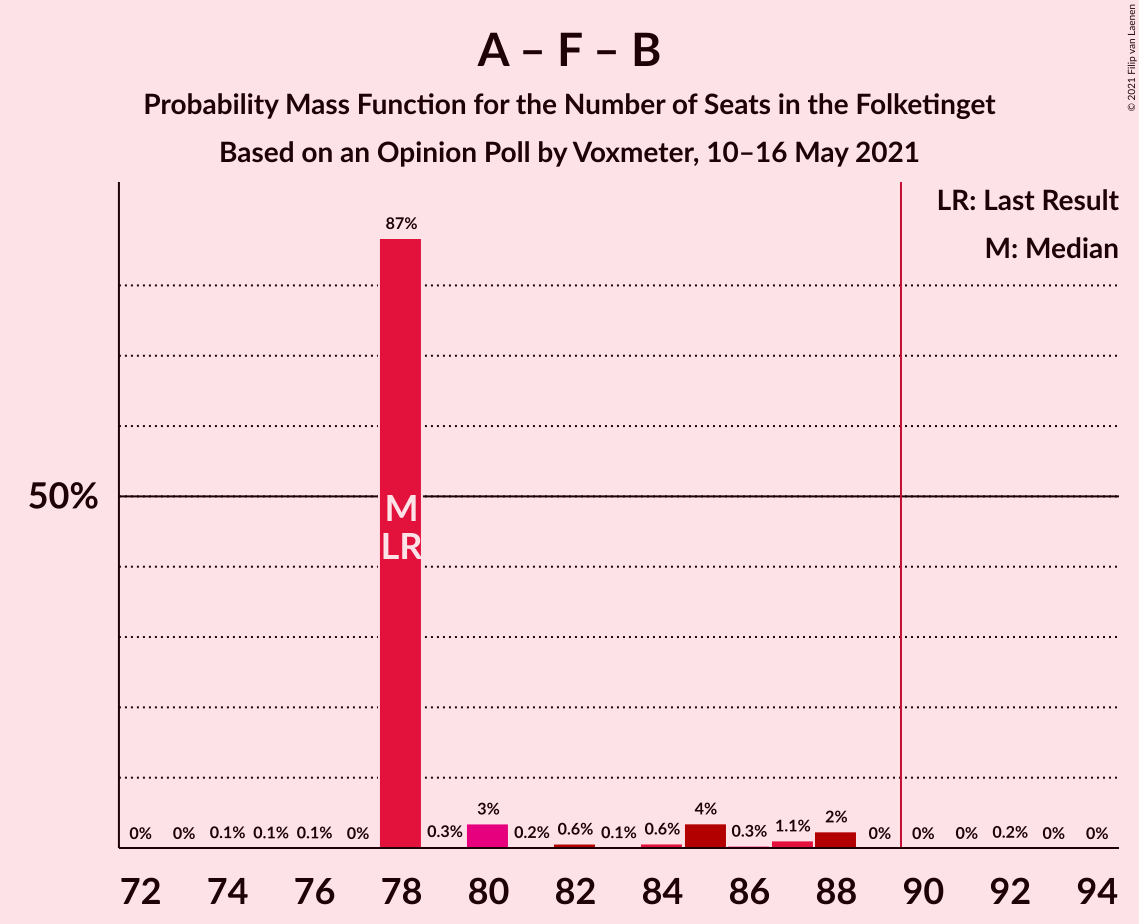 A – F – B
Probability Mass Function for the Number of Seats in the Folketinget
Based on an Opinion Poll by Voxmeter, 10–16 May 2021
© 2021 Filip van Laenen
LR: Last Result
M: Median
50%
87%
M
LR
0% 0% 0.1% 0.1% 0.1% 0% 0.3% 3% 0.2% 0.6% 0.1% 0.6% 4% 0.3% 1.1% 2% 0% 0% 0% 0.2% 0% 0%
72 74 76 78 80 82 84 86 88 90 92 94